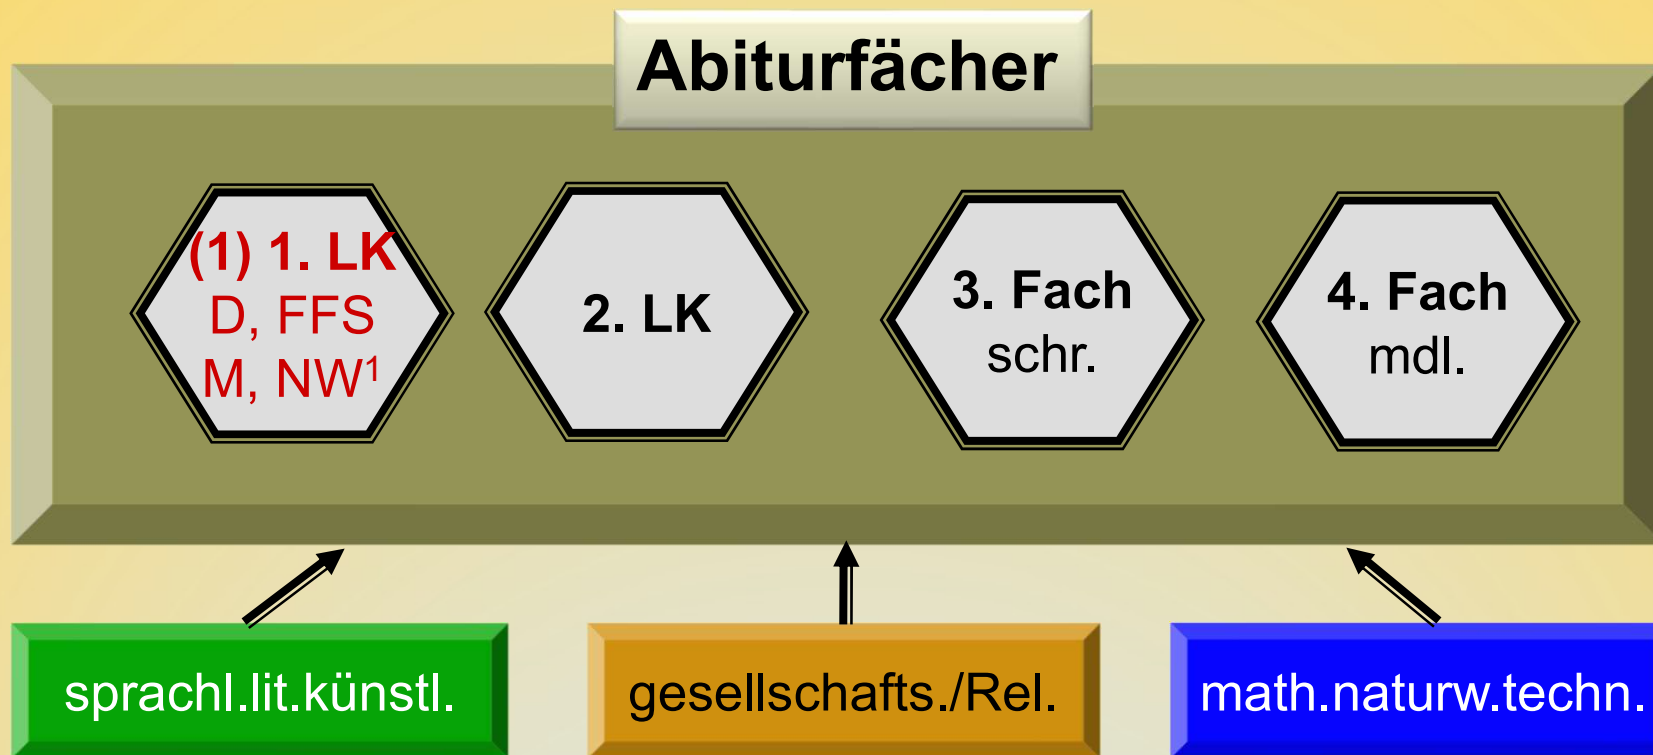 Abiturfächer
(1) 1. LK
D, FFS
M, NW¹
2. LK
3. Fach
schr.
4. Fach
mdl.
sprachl.lit.künstl.
gesellschafts./Rel.
math.naturw.techn.